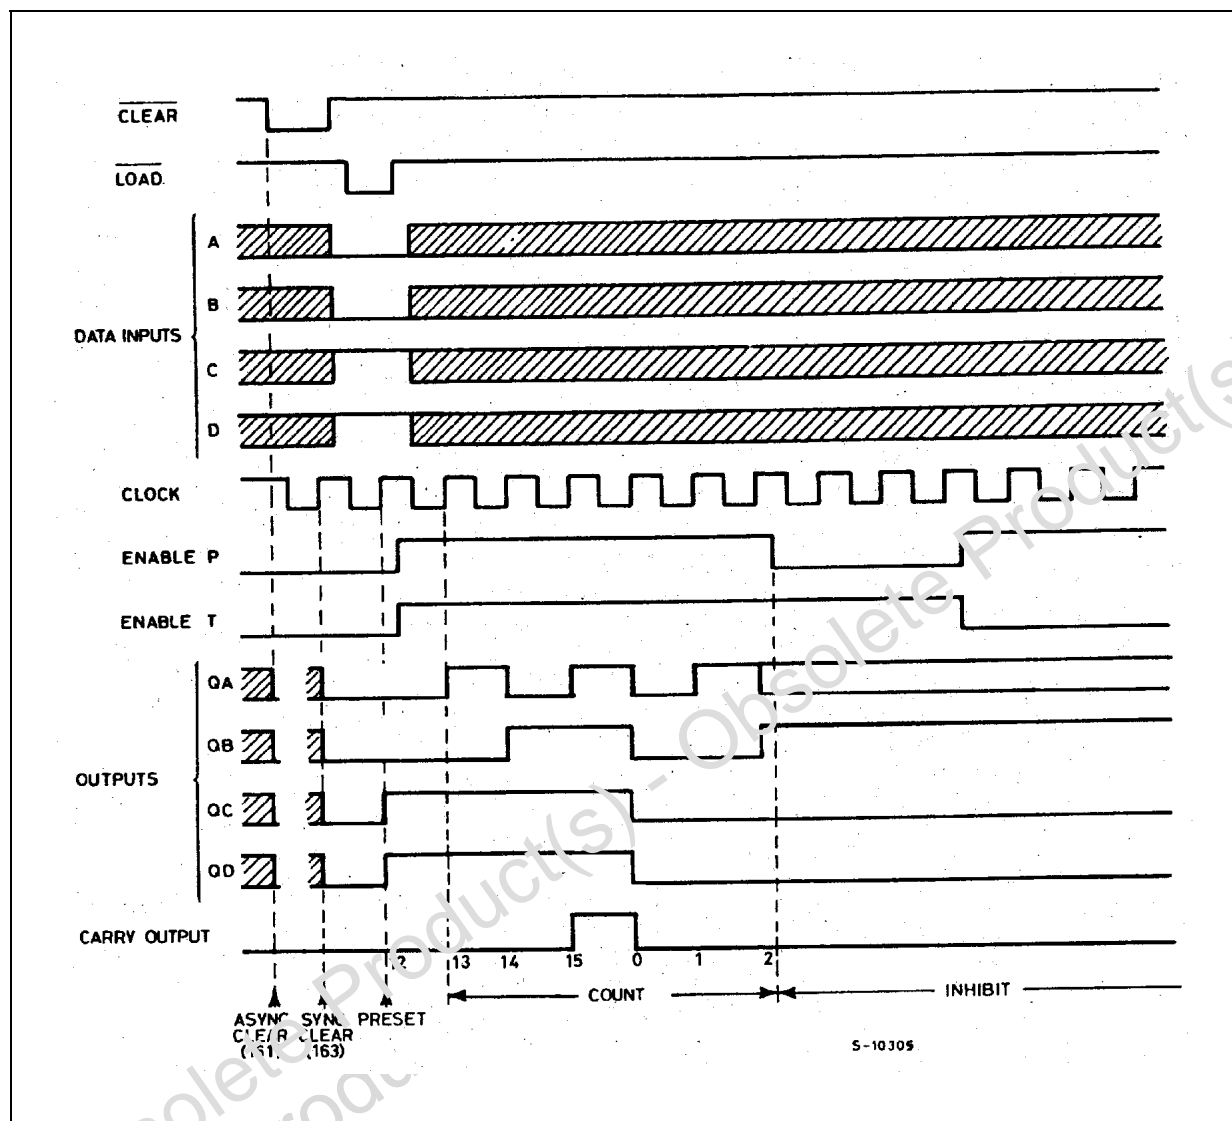 CLEAR
LOAD
A
B
DATA INPUTS
C
D
CLOCK
ENABLE P
ENABLE T
QA
QB
OUTPUTS
QC
QD
CARRY OUTPUT
12 13 14 15 0 1 2
COUNT
INHIBIT
ASYNC SYNC PRESET
CLEAR CLEAR
(161) (163)
S-10305
Product(s) - Obsolete Product(s)